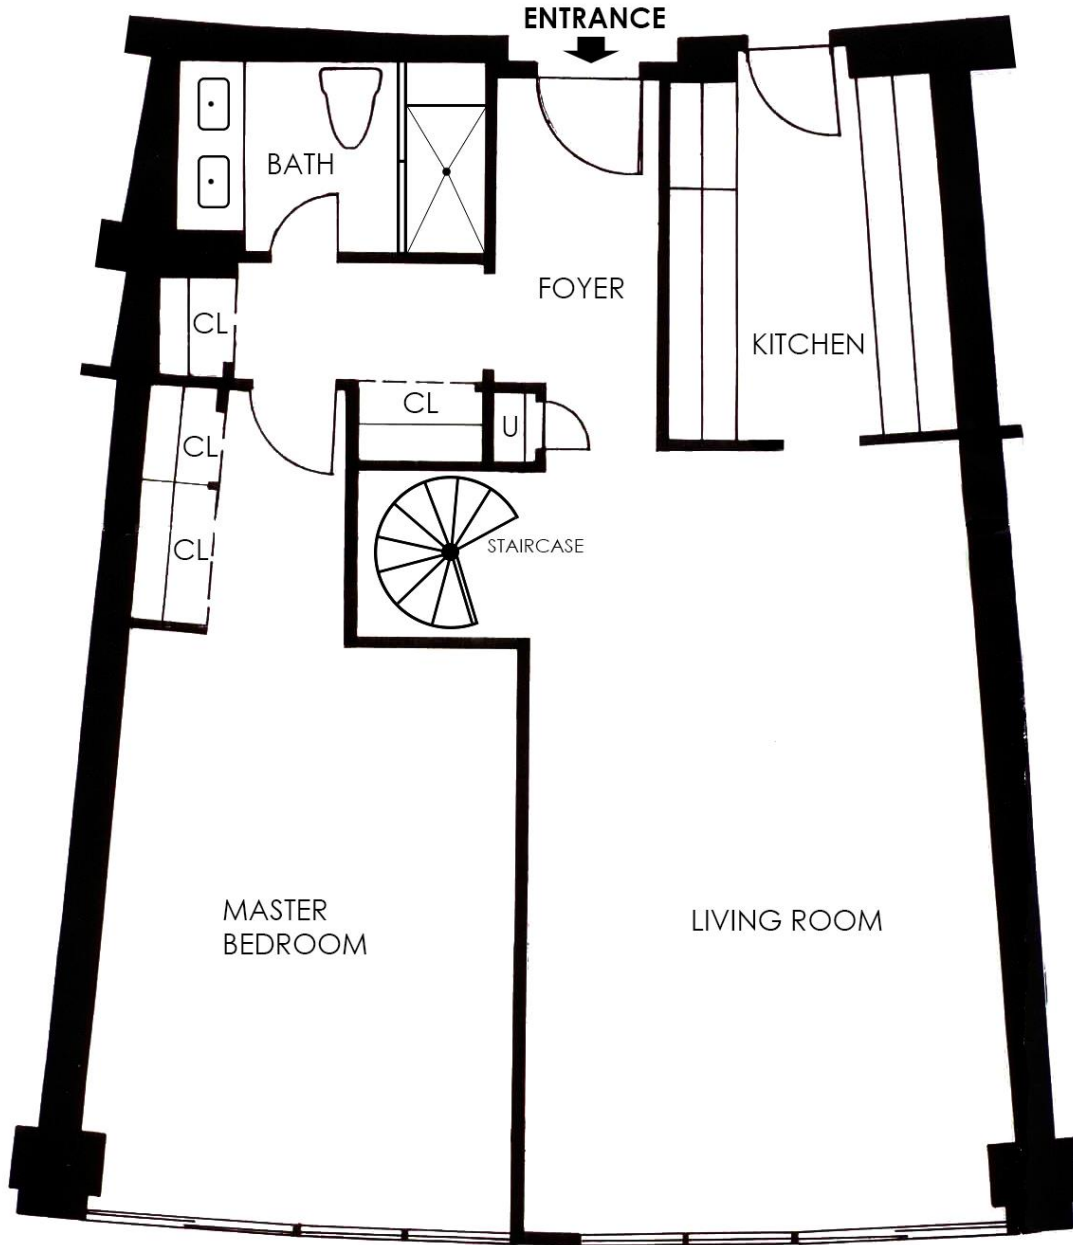 ENTRANCE
BATH
FOYER
CL
KITCHEN
CL
U
CL
CL
STAIRCASE
MASTER
BEDROOM
LIVING ROOM